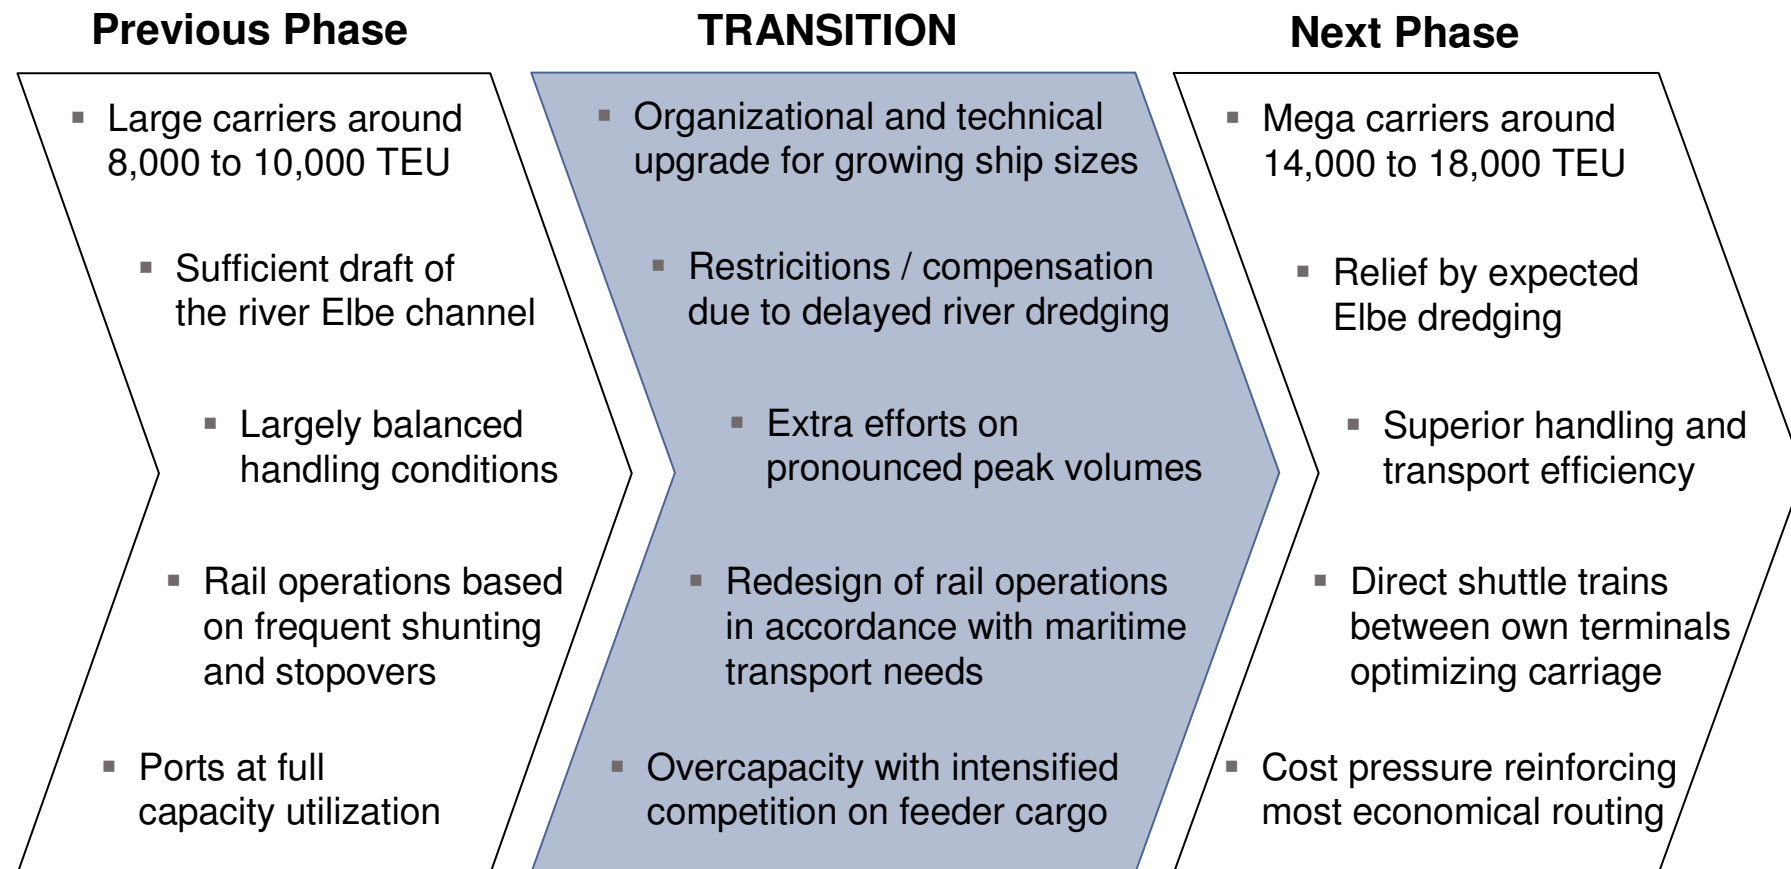 Previous Phase
▪ Large carriers around
8,000 to 10,000 TEU
▪ Sufficient draft of
the river Elbe channel
▪ Largely balanced
handling conditions
▪ Rail operations based
on frequent shunting
and stopovers
▪ Ports at full
capacity utilization
TRANSITION
▪ Organizational and technical
upgrade for growing ship sizes
▪ Restricitions / compensation
due to delayed river dredging
▪ Extra efforts on
pronounced peak volumes
▪ Redesign of rail operations
in accordance with maritime
transport needs
▪ Overcapacity with intensified
competition on feeder cargo
Next Phase
▪ Mega carriers around
14,000 to 18,000 TEU
▪ Relief by expected
Elbe dredging
▪ Superior handling and
transport efficiency
▪ Direct shuttle trains
between own terminals
optimizing carriage
▪ Cost pressure reinforcing
most economical routing